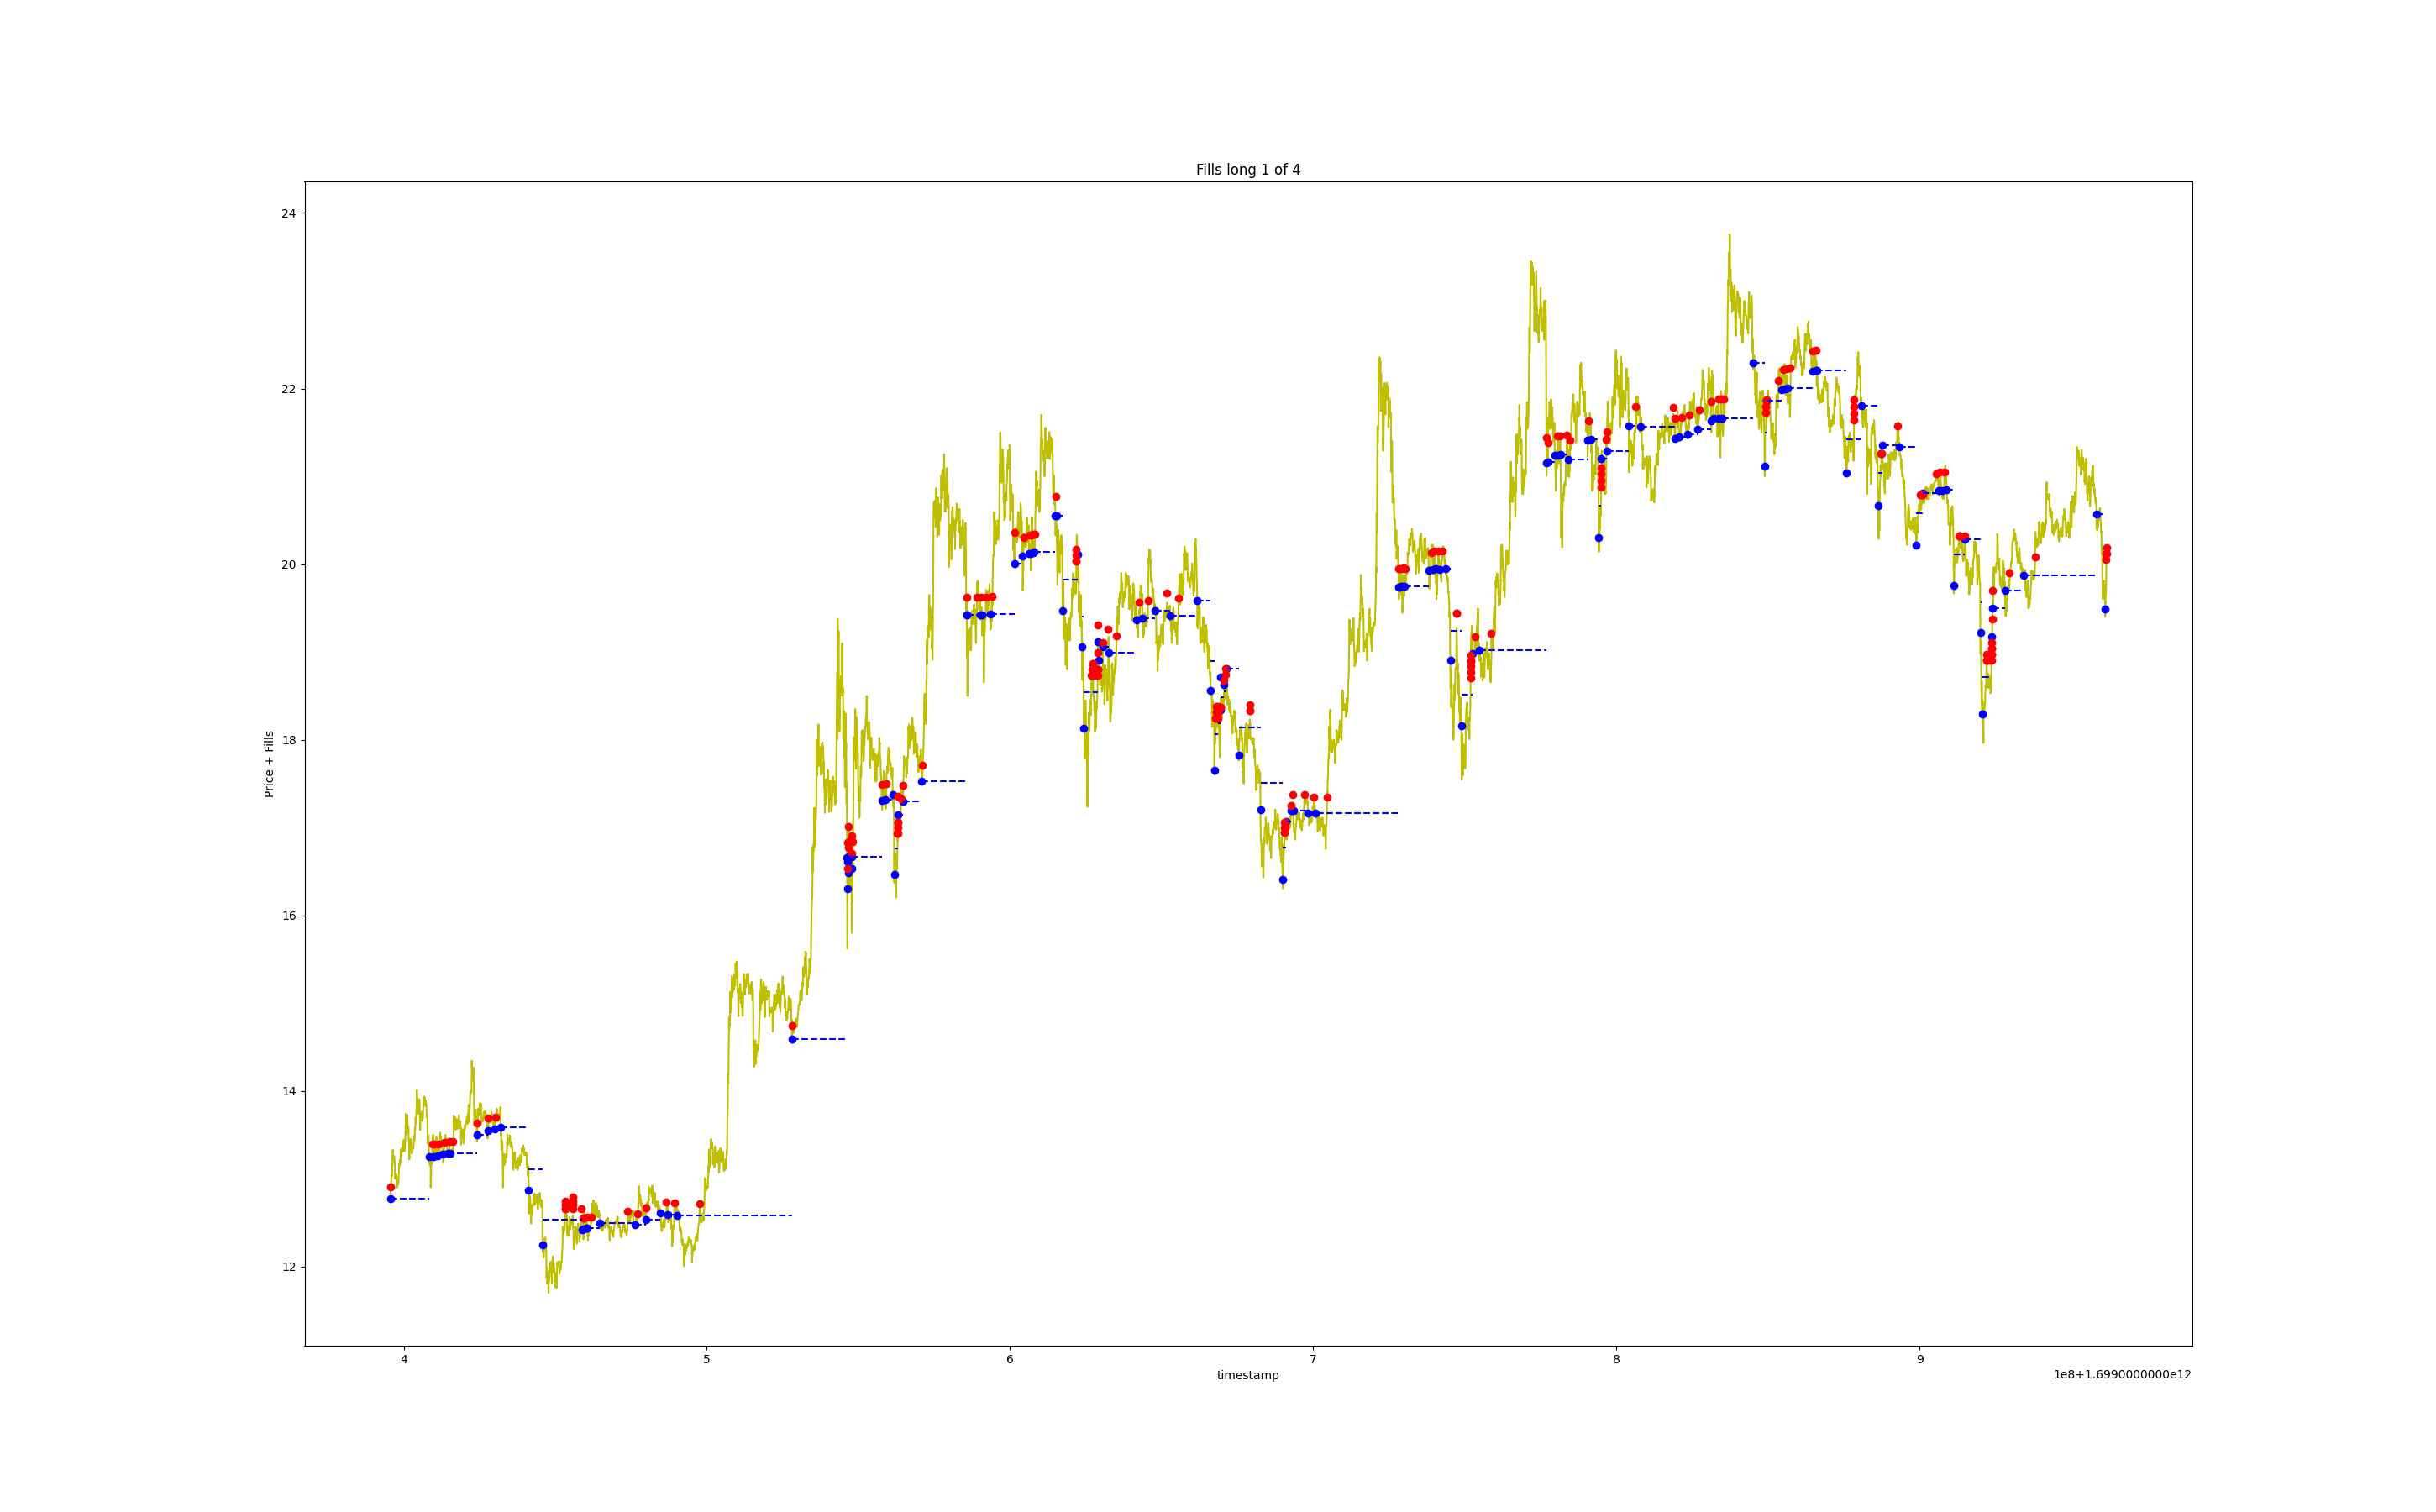 Fills long 1 of 4
24
22
20
18
16
14
12
Price + Fills
4 5 6 7 8 9
timestamp
1e8+1.6990000000e12